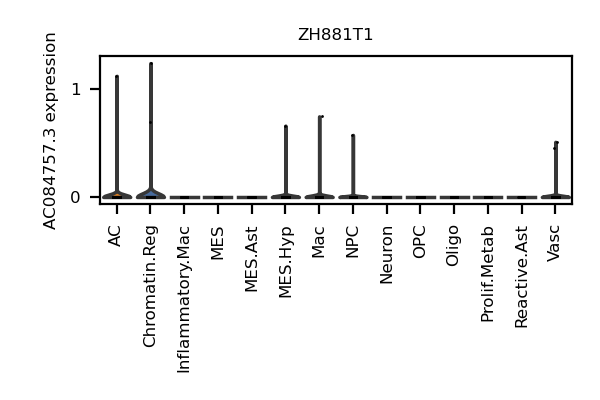 ZH881T1
AC084757.3 expression
1
0
AC
Chromatin.Reg
Inflammatory.Mac
MES
MES.Ast
MES.Hyp
Mac
NPC
Neuron
OPC
Oligo
Prolif.Metab
Reactive.Ast
Vasc